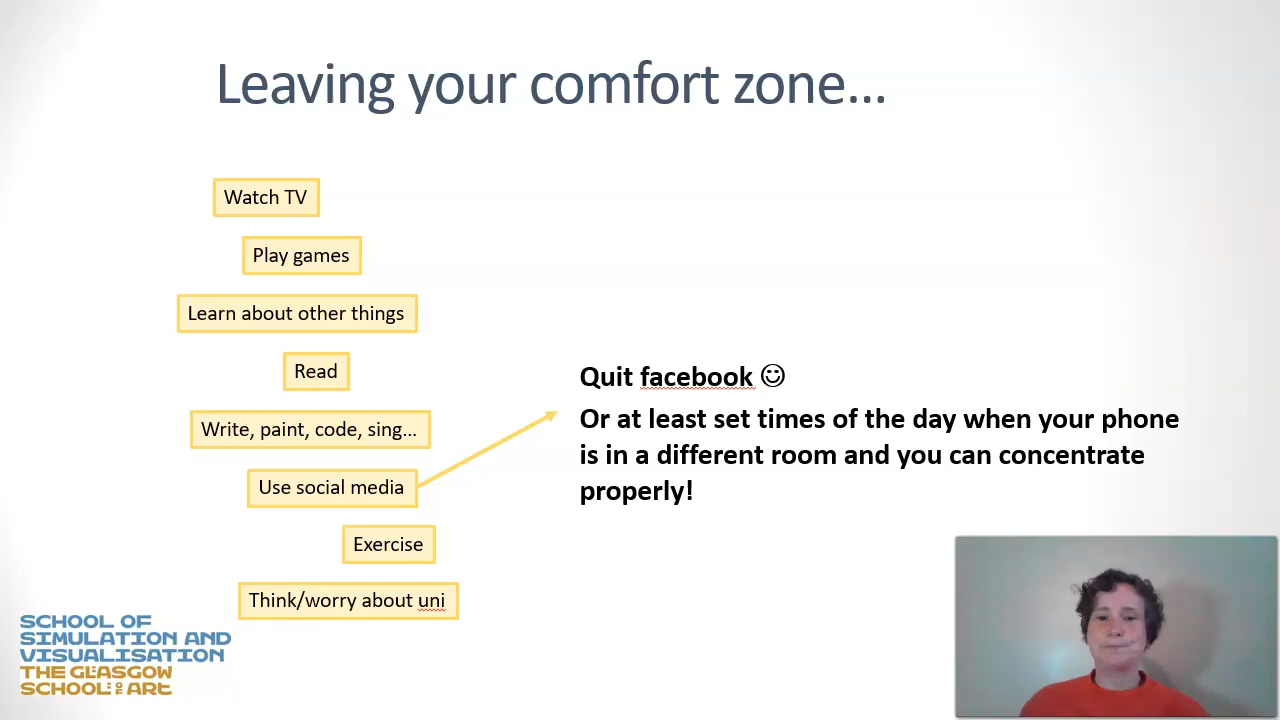 Leaving your comfort zone...
Watch TV
Play games
Learn about other things
Read
Write, paint, code, sing...
Use social media
Exercise
Think/worry about uni
Quit facebook ☺
Or at least set times of the day when your phone
is in a different room and you can concentrate
properly!
SCHOOL OF
SIMULATION AND
VISUALISATION
THE GLASGOW
SCHOOL OF ART